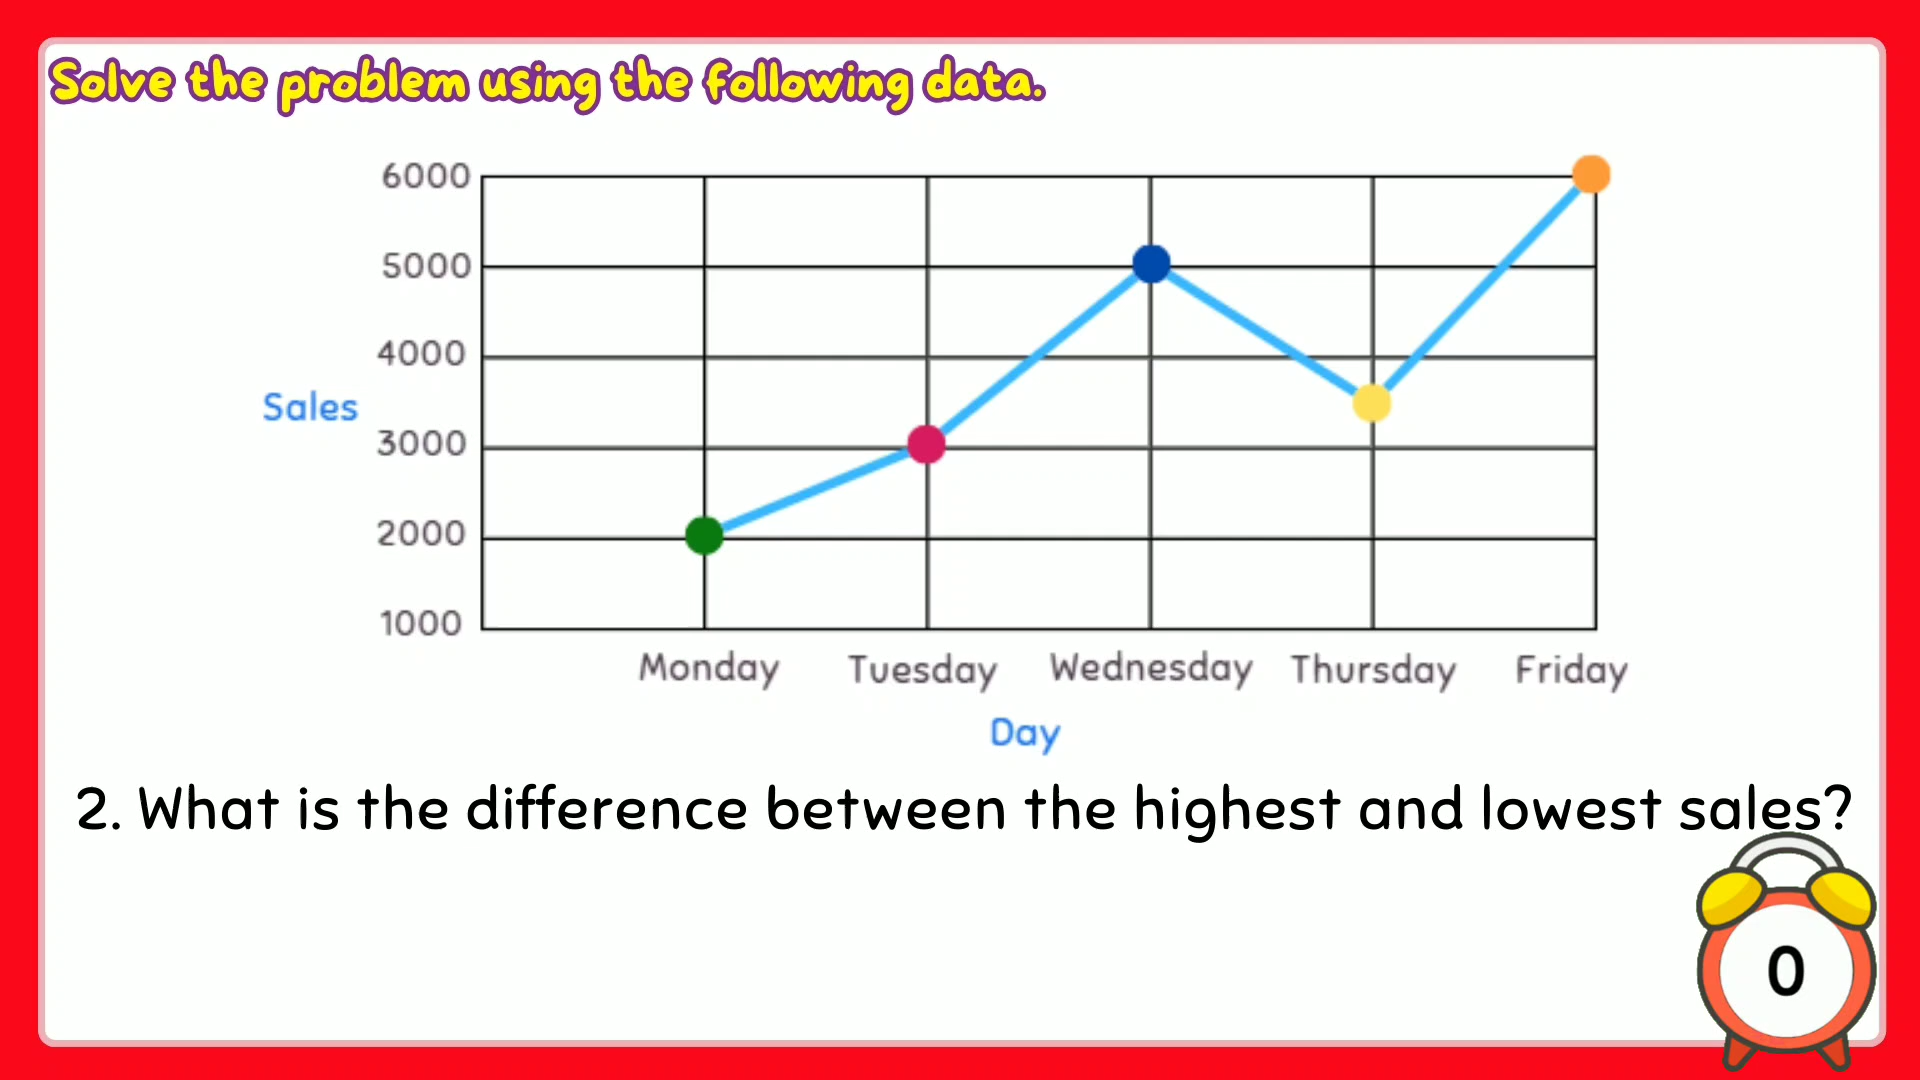 Solve the problem using the following data.
6000
5000
4000
Sales
3000
2000
1000
Monday Tuesday Wednesday Thursday Friday
Day
2. What is the difference between the highest and lowest sales?
0